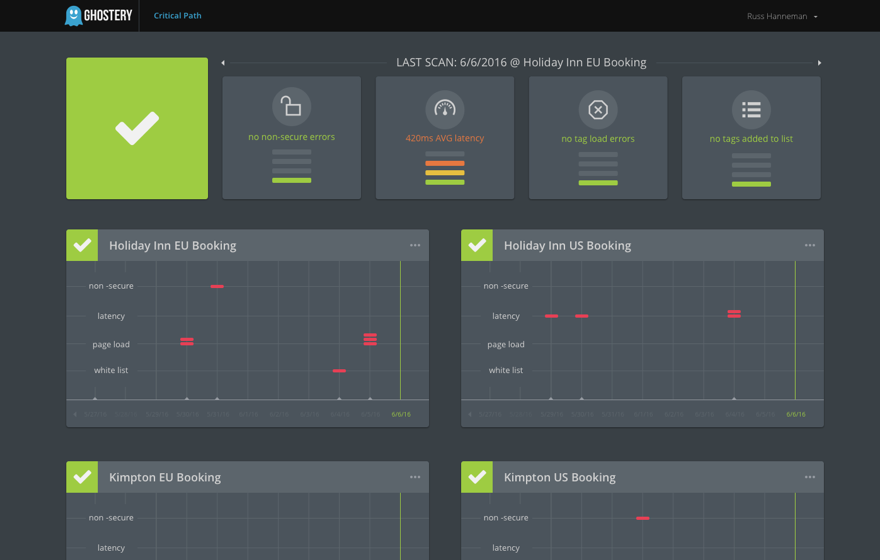 GHOSTERY
Critical Path
Russ Hanneman
LAST SCAN: 6/6/2016 @ Holiday Inn EU Booking
no non-secure errors
420ms AVG latency
no tag load errors
no tags added to list
Holiday Inn EU Booking
non -secure
latency
page load
white list
6/6/16
Holiday Inn US Booking
non -secure
latency
page load
white list
6/6/16
Kimpton EU Booking
non -secure
latency
Kimpton US Booking
non -secure
latency